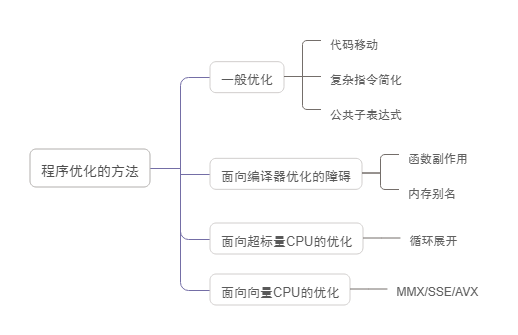 程序优化的方法
一般优化
代码移动
复杂指令简化
公共子表达式
面向编译器优化的障碍
函数副作用
内存别名
面向超标量CPU的优化
循环展开
面向向量CPU的优化
MMX/SSE/AVX